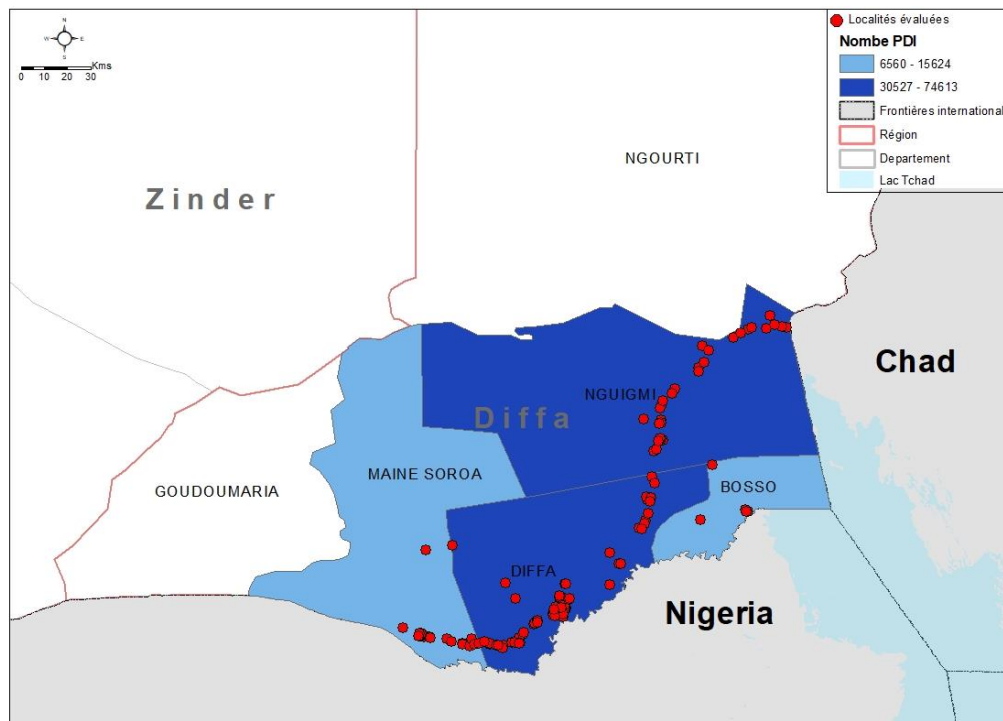 N
W E
S
0 5 10 20 30 Kms
Localités évaluées
Nombe PDI
6560 - 15624
30527 - 74613
Frontières international
Région
Departement
Lac Tchad
NGOURTI
Zinder
Chad
NGUIGMI
Diffa
MAINE SOROA
BOSSO
GOUDOUMARIA
DIFFA
Nigeria